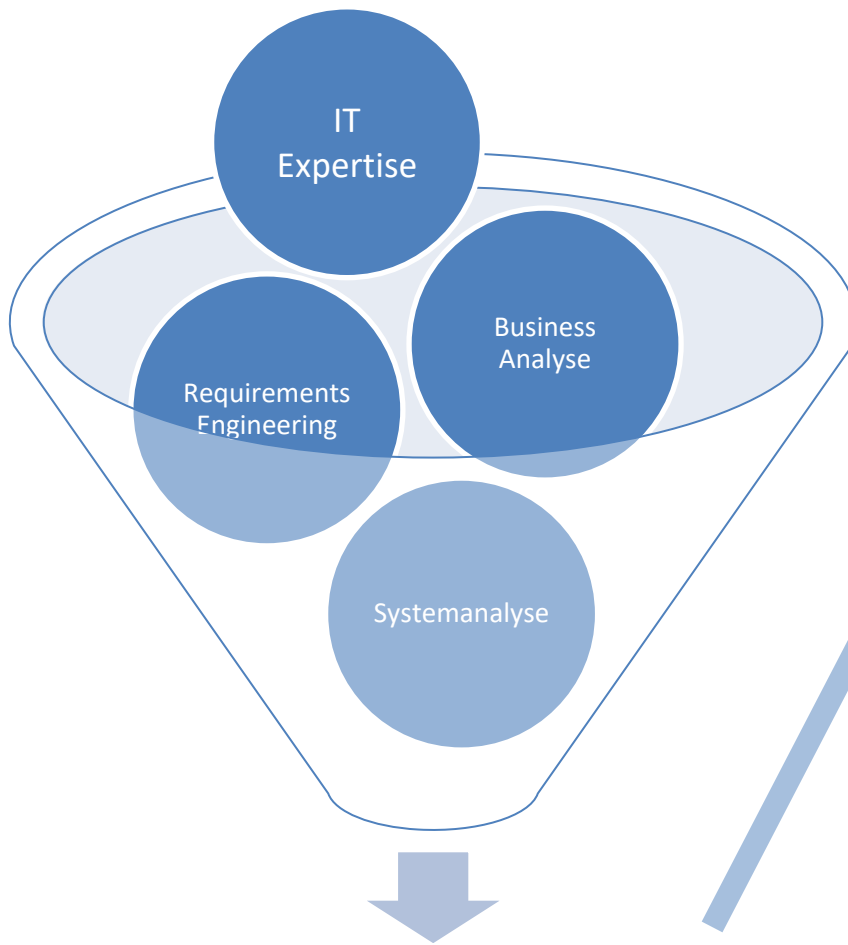 IT
Expertise
Business
Analyse
Requirements
Engineering
Systemanalyse